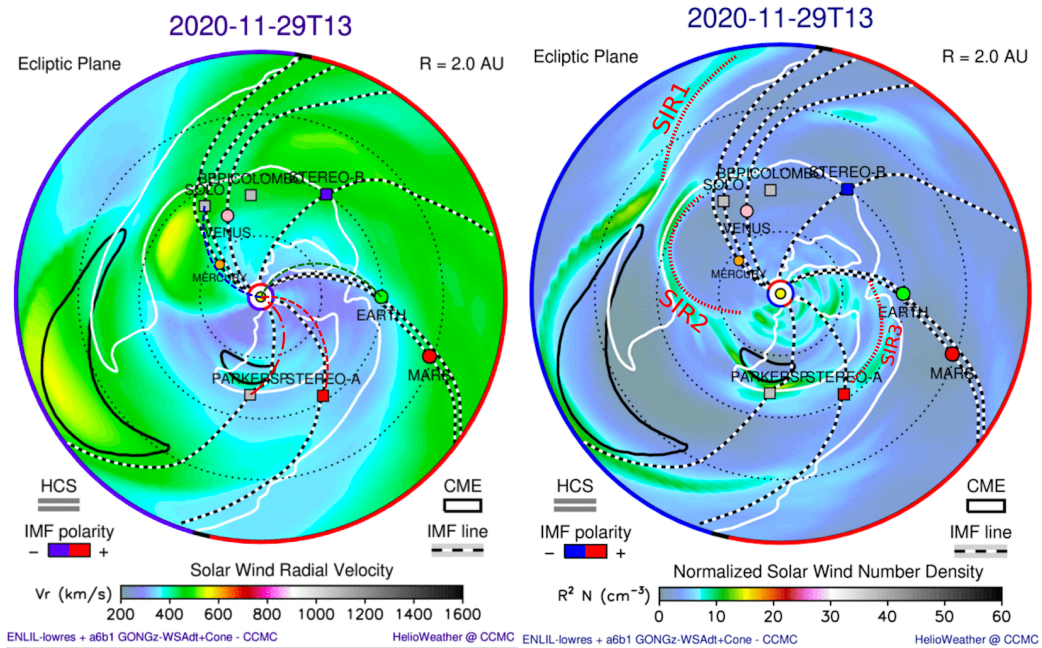 2020-11-29T13
Ecliptic Plane
R = 2.0 AU
BEPICOLOMBO
STEREO-B
SOLO
VENUS
MERCURY
EARTH
MARS
PARKERSP
STEREO-A
HCS
IMF polarity
− +
CME
IMF line
Solar Wind Radial Velocity
Vr (km/s)
200 400 600 800 1000 1200 1400 1600
ENLIL-lowres + a6b1 GONGz-WSAdt+Cone - CCMC
HelioWeather @ CCMC
2020-11-29T13
Ecliptic Plane
R = 2.0 AU
SIR1
BEPICOLOMBO
STEREO-B
SOLO
VENUS
MERCURY
SIR2
EARTH
SIR3
MARS
PARKERSP
STEREO-A
HCS
IMF polarity
− +
CME
IMF line
Normalized Solar Wind Number Density
R² N (cm⁻³)
0 10 20 30 40 50 60
ENLIL-lowres + a6b1 GONGz-WSAdt+Cone - CCMC
HelioWeather @ CCMC